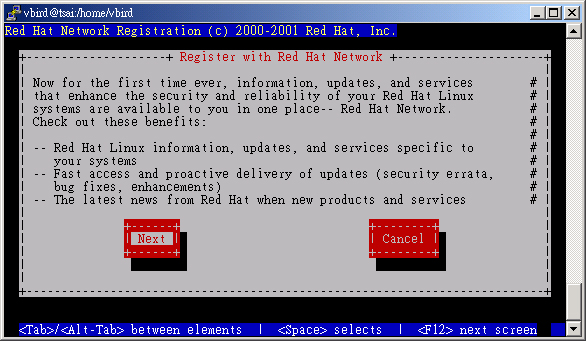 vbird@tsai:/home/vbird
Red Hat Network Registration (c) 2000-2001 Red Hat, Inc.
Register with Red Hat Network
Now for the first time ever, information, updates, and services #
that enhance the security and reliability of your Red Hat Linux #
systems are available to you in one place-- Red Hat Network. #
Check out these benefits: #
#
-- Red Hat Linux information, updates, and services specific to #
your systems #
-- Fast access and proactive delivery of updates (security errata, #
bug fixes, enhancements) #
-- The latest news from Red Hat when new products and services #
Next Cancel
<Tab>/<Alt-Tab> between elements | <Space> selects | <F12> next screen